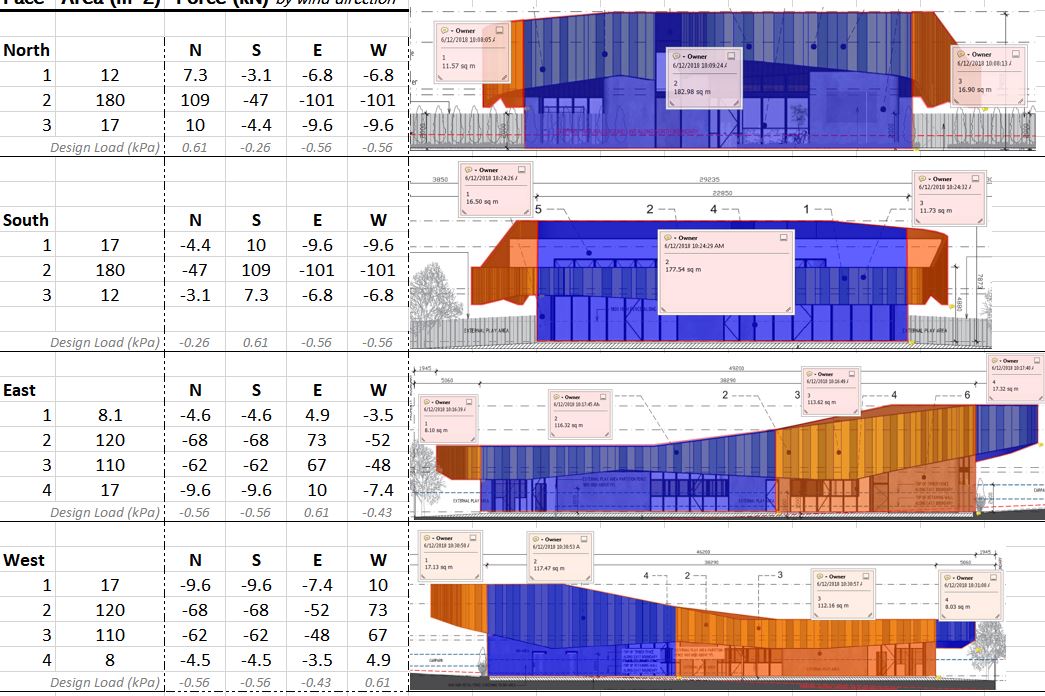 Face Area (m^2) Force (kN) by wind direction
North N S E W
1 12 7.3 -3.1 -6.8 -6.8
2 180 109 -47 -101 -101
3 17 10 -4.4 -9.6 -9.6
Design Load (kPa) 0.61 -0.26 -0.56 -0.56
Owner
6/12/2018 10:08:05 A
1
11.57 sq m
Owner
6/12/2018 10:09:24 A
2
182.98 sq m
Owner
6/12/2018 10:08:13 A
3
16.90 sq m
South N S E W
1 17 -4.4 10 -9.6 -9.6
2 180 -47 109 -101 -101
3 12 -3.1 7.3 -6.8 -6.8
Design Load (kPa) -0.26 0.61 -0.56 -0.56
3850 29235
22850
5 2 4 1
Owner
6/12/2018 10:24:26 A
1
16.50 sq m
Owner
6/12/2018 10:24:29 AM
2
177.54 sq m
Owner
6/12/2018 10:24:32 A
3
11.73 sq m
EXTERNAL PLAY AREA EXTERNAL PLAY AREA
4880
East N S E W
1 8.1 -4.6 -4.6 4.9 -3.5
2 120 -68 -68 73 -52
3 110 -62 -62 67 -48
4 17 -9.6 -9.6 10 -7.4
Design Load (kPa) -0.56 -0.56 0.61 -0.43
1945 49200
5060 38290
2 3 4 6
Owner
6/12/2018 10:16:39 A
1
8.10 sq m
Owner
6/12/2018 10:17:45 AM
2
116.32 sq m
Owner
6/12/2018 10:16:49 A
3
113.62 sq m
Owner
6/12/2018 10:17:40 A
4
17.32 sq m
EXTERNAL PLAY AREA EXTERNAL PLAY AREA
West N S E W
1 17 -9.6 -9.6 -7.4 10
2 120 -68 -68 -52 73
3 110 -62 -62 -48 67
4 8 -4.5 -4.5 -3.5 4.9
Design Load (kPa) -0.56 -0.56 -0.43 0.61
46200 1945
38290 5060
4 2 3
Owner
6/12/2018 10:30:50 A
1
17.13 sq m
Owner
6/12/2018 10:30:53 A
2
117.47 sq m
Owner
6/12/2018 10:30:57 A
3
112.16 sq m
Owner
6/12/2018 10:31:00 A
4
8.03 sq m
CARPARK